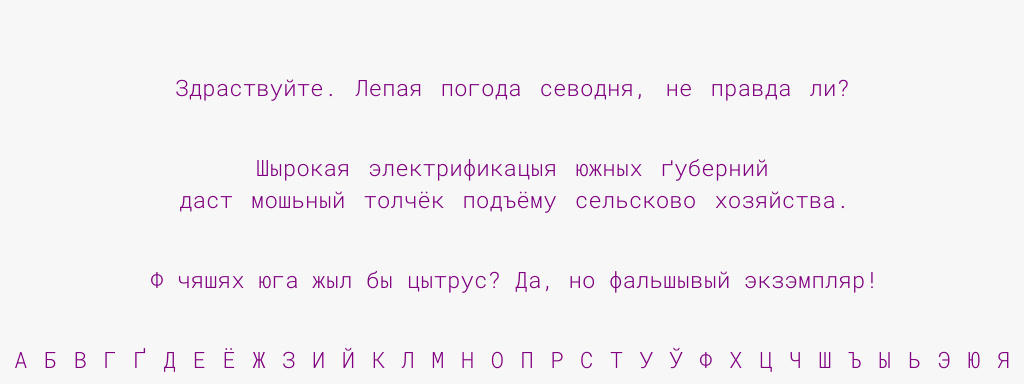 Здраствуйте. Лепая погода севодня, не правда ли?
Шырокая электрификацыя южных ґуберний
даст мошьный толчёк подъёму сельсково хозяйства.
Ф чяшях юга жыл бы цытрус? Да, но фальшывый экзэмпляр!
А Б В Г Ґ Д Е Ё Ж З И Й К Л М Н О П Р С Т У Ў Ф Х Ц Ч Ш Ъ Ы Ь Э Ю Я